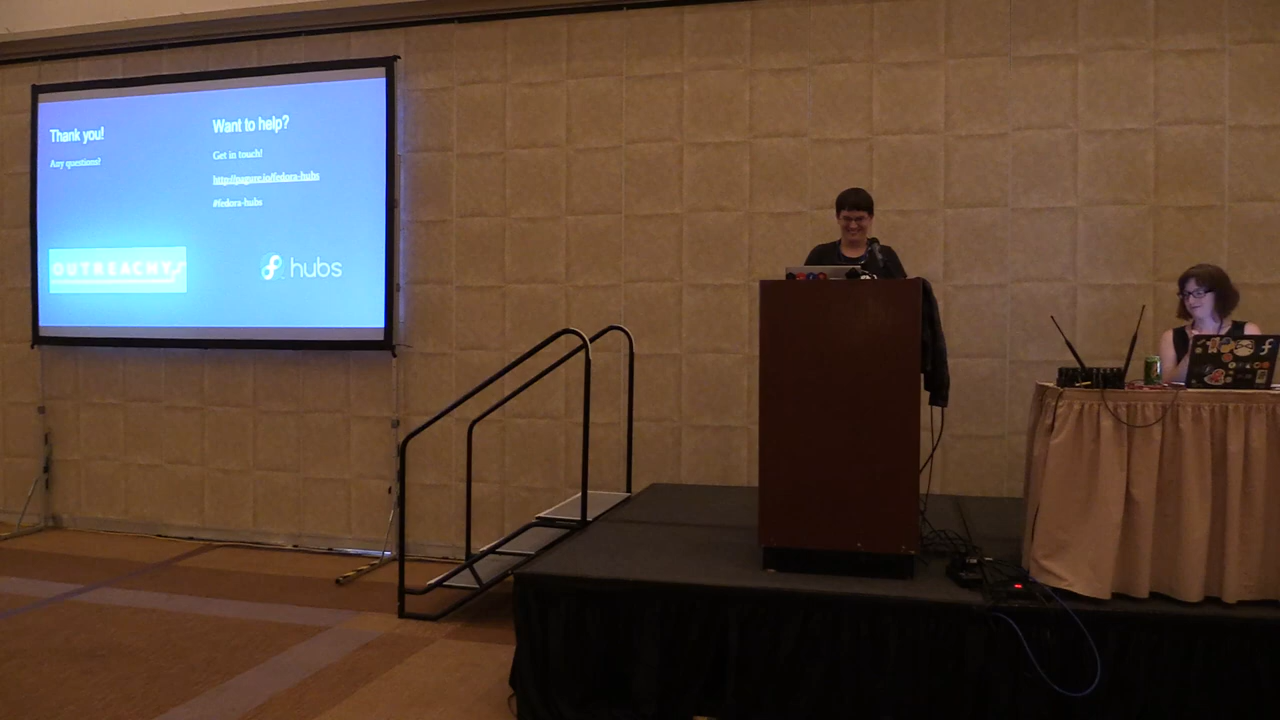 Thank you!
Any questions?
OUTREACHY
Want to help?
Get in touch!
http://pagure.io/fedora-hubs
#fedora-hubs
hubs